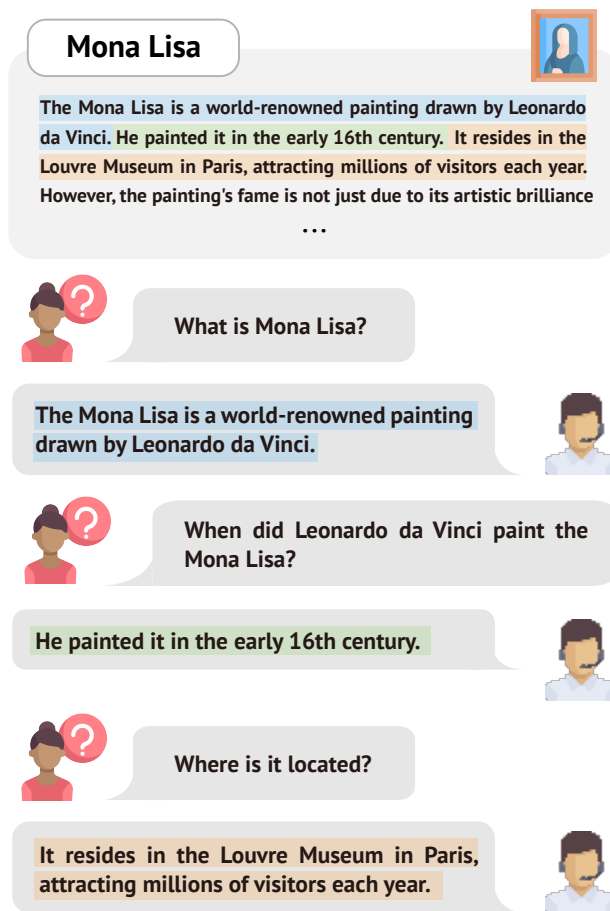 Mona Lisa
The Mona Lisa is a world-renowned painting drawn by Leonardo
da Vinci. He painted it in the early 16th century. It resides in the
Louvre Museum in Paris, attracting millions of visitors each year.
However, the painting's fame is not just due to its artistic brilliance
...
?
What is Mona Lisa?
The Mona Lisa is a world-renowned painting
drawn by Leonardo da Vinci.
?
When did Leonardo da Vinci paint the
Mona Lisa?
He painted it in the early 16th century.
?
Where is it located?
It resides in the Louvre Museum in Paris,
attracting millions of visitors each year.